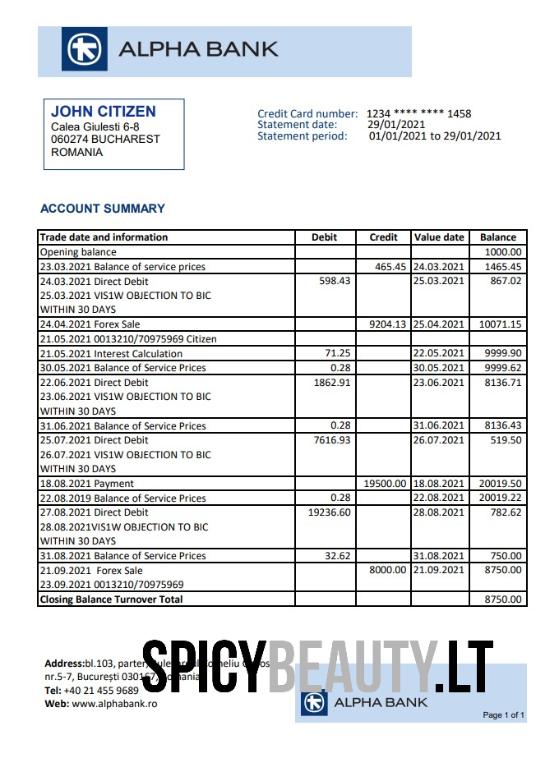 ALPHA BANK
JOHN CITIZEN
Calea Giulesti 6-8
060274 BUCHAREST
ROMANIA
Credit Card number: 1234 **** **** 1458
Statement date: 29/01/2021
Statement period: 01/01/2021 to 29/01/2021
ACCOUNT SUMMARY
Trade date and information Debit Credit Value date Balance
Opening balance 1000.00
23.03.2021 Balance of service prices 465.45 24.03.2021 1465.45
24.03.2021 Direct Debit 598.43 25.03.2021 867.02
25.03.2021 VIS1W OBJECTION TO BIC
WITHIN 30 DAYS
24.04.2021 Forex Sale 9204.13 25.04.2021 10071.15
21.05.2021 0013210/70975969 Citizen
21.05.2021 Interest Calculation 71.25 22.05.2021 9999.90
30.05.2021 Balance of Service Prices 0.28 30.05.2021 9999.62
22.06.2021 Direct Debit 1862.91 23.06.2021 8136.71
23.06.2021 VIS1W OBJECTION TO BIC
WITHIN 30 DAYS
31.06.2021 Balance of Service Prices 0.28 31.06.2021 8136.43
25.07.2021 Direct Debit 7616.93 26.07.2021 519.50
26.07.2021 VIS1W OBJECTION TO BIC
WITHIN 30 DAYS
18.08.2021 Payment 19500.00 18.08.2021 20019.50
22.08.2019 Balance of Service Prices 0.28 22.08.2021 20019.22
27.08.2021 Direct Debit 19236.60 28.08.2021 782.62
28.08.2021VIS1W OBJECTION TO BIC
WITHIN 30 DAYS
31.08.2021 Balance of Service Prices 32.62 31.08.2021 750.00
21.09.2021 Forex Sale 8000.00 21.09.2021 8750.00
23.09.2021 0013210/70975969
Closing Balance Turnover Total 8750.00
SPICYBEAUTY.LT
Address:bl.103, parter,
nr.5-7, București
Tel: +40 21 455 9689
Web: www.alphabank.ro
ALPHA BANK
Page 1 of 1